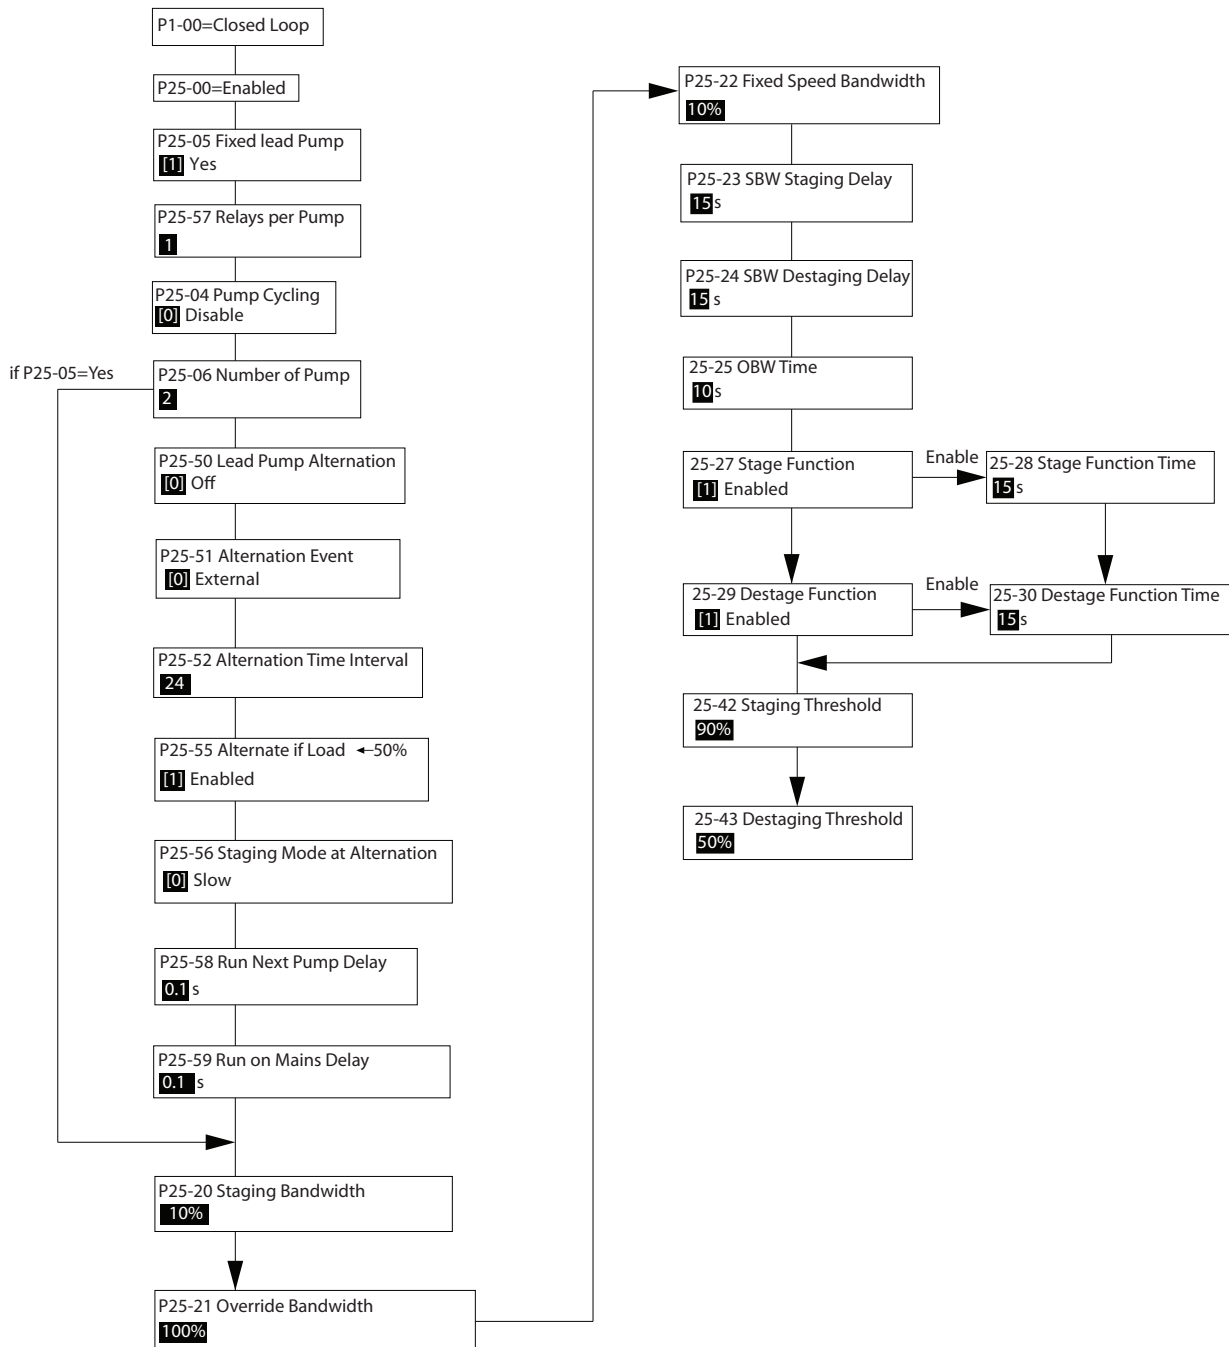 P1-00=Closed Loop
P25-00=Enabled
P25-05 Fixed lead Pump
[1] Yes
P25-57 Relays per Pump
1
P25-04 Pump Cycling
[0] Disable
if P25-05=Yes
P25-06 Number of Pump
2
P25-50 Lead Pump Alternation
[0] Off
P25-51 Alternation Event
[0] External
P25-52 Alternation Time Interval
24
P25-55 Alternate if Load ←50%
[1] Enabled
P25-56 Staging Mode at Alternation
[0] Slow
P25-58 Run Next Pump Delay
0.1 s
P25-59 Run on Mains Delay
0.1 s
P25-20 Staging Bandwidth
10%
P25-21 Override Bandwidth
100%
P25-22 Fixed Speed Bandwidth
10%
P25-23 SBW Staging Delay
15 s
P25-24 SBW Destaging Delay
15 s
25-25 OBW Time
10 s
25-27 Stage Function
[1] Enabled
Enable
25-28 Stage Function Time
15 s
25-29 Destage Function
[1] Enabled
Enable
25-30 Destage Function Time
15 s
25-42 Staging Threshold
90%
25-43 Destaging Threshold
50%